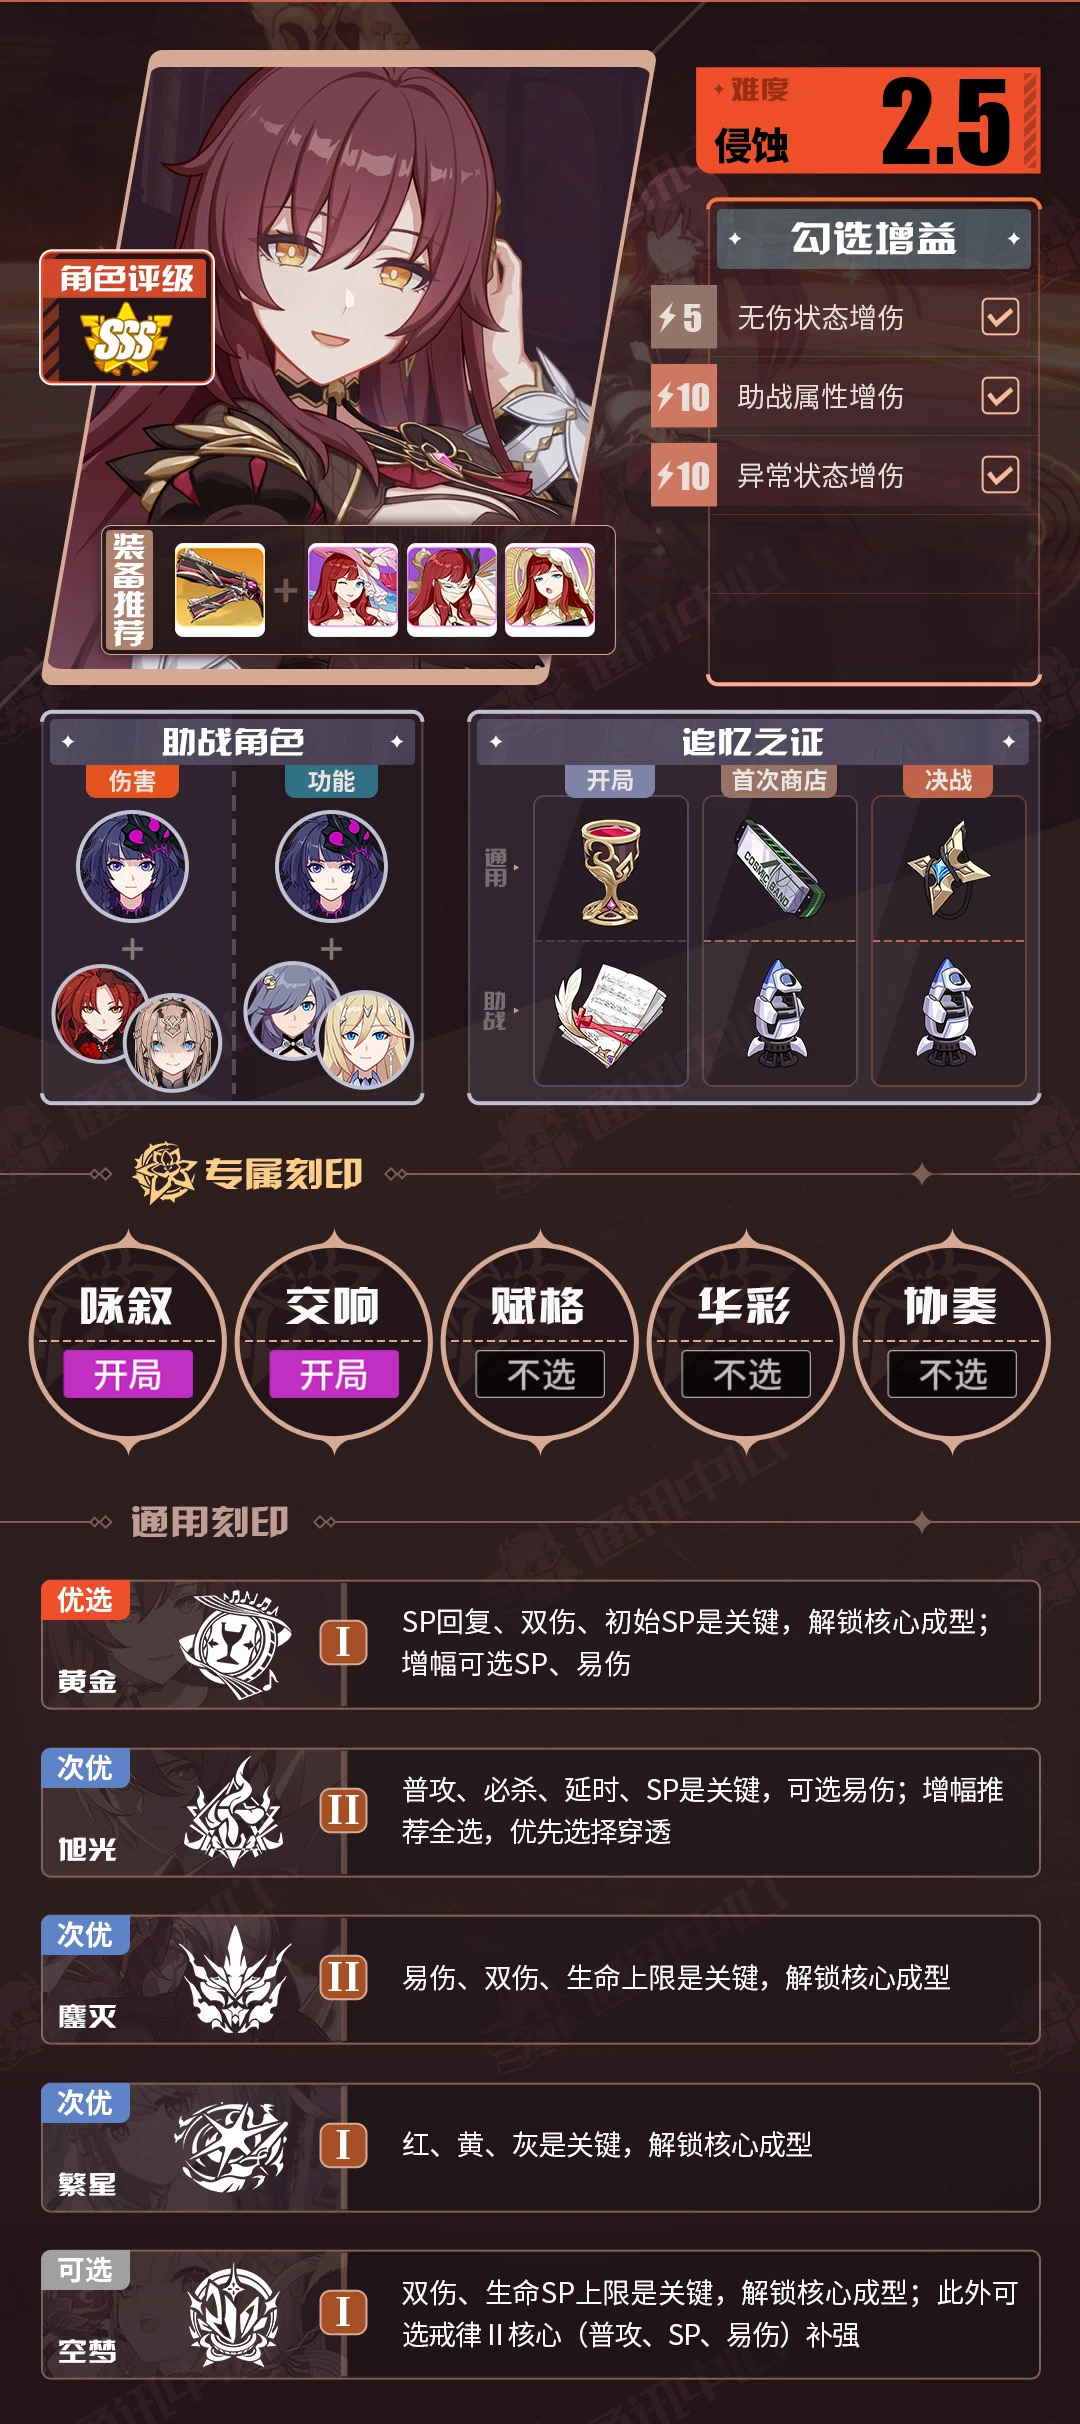 难度
侵蚀
2.5
勾选增益
5
无伤状态增伤
10
助战属性增伤
10
异常状态增伤
角色评级
SSS
装备推荐
助战角色
伤害
功能
追忆之证
开局
首次商店
决战
通用
COSMIC BAND
助战
专属刻印
咏叙
开局
交响
开局
赋格
不选
华彩
不选
协奏
不选
通用刻印
优选
黄金
I
SP回复、双伤、初始SP是关键，解锁核心成型；
增幅可选SP、易伤
次优
旭光
II
普攻、必杀、延时、SP是关键，可选易伤；增幅推
荐全选，优先选择穿透
次优
鏖灭
II
易伤、双伤、生命上限是关键，解锁核心成型
次优
繁星
I
红、黄、灰是关键，解锁核心成型
可选
空梦
I
双伤、生命SP上限是关键，解锁核心成型；此外可
选戒律II核心（普攻、SP、易伤）补强
通讯中心